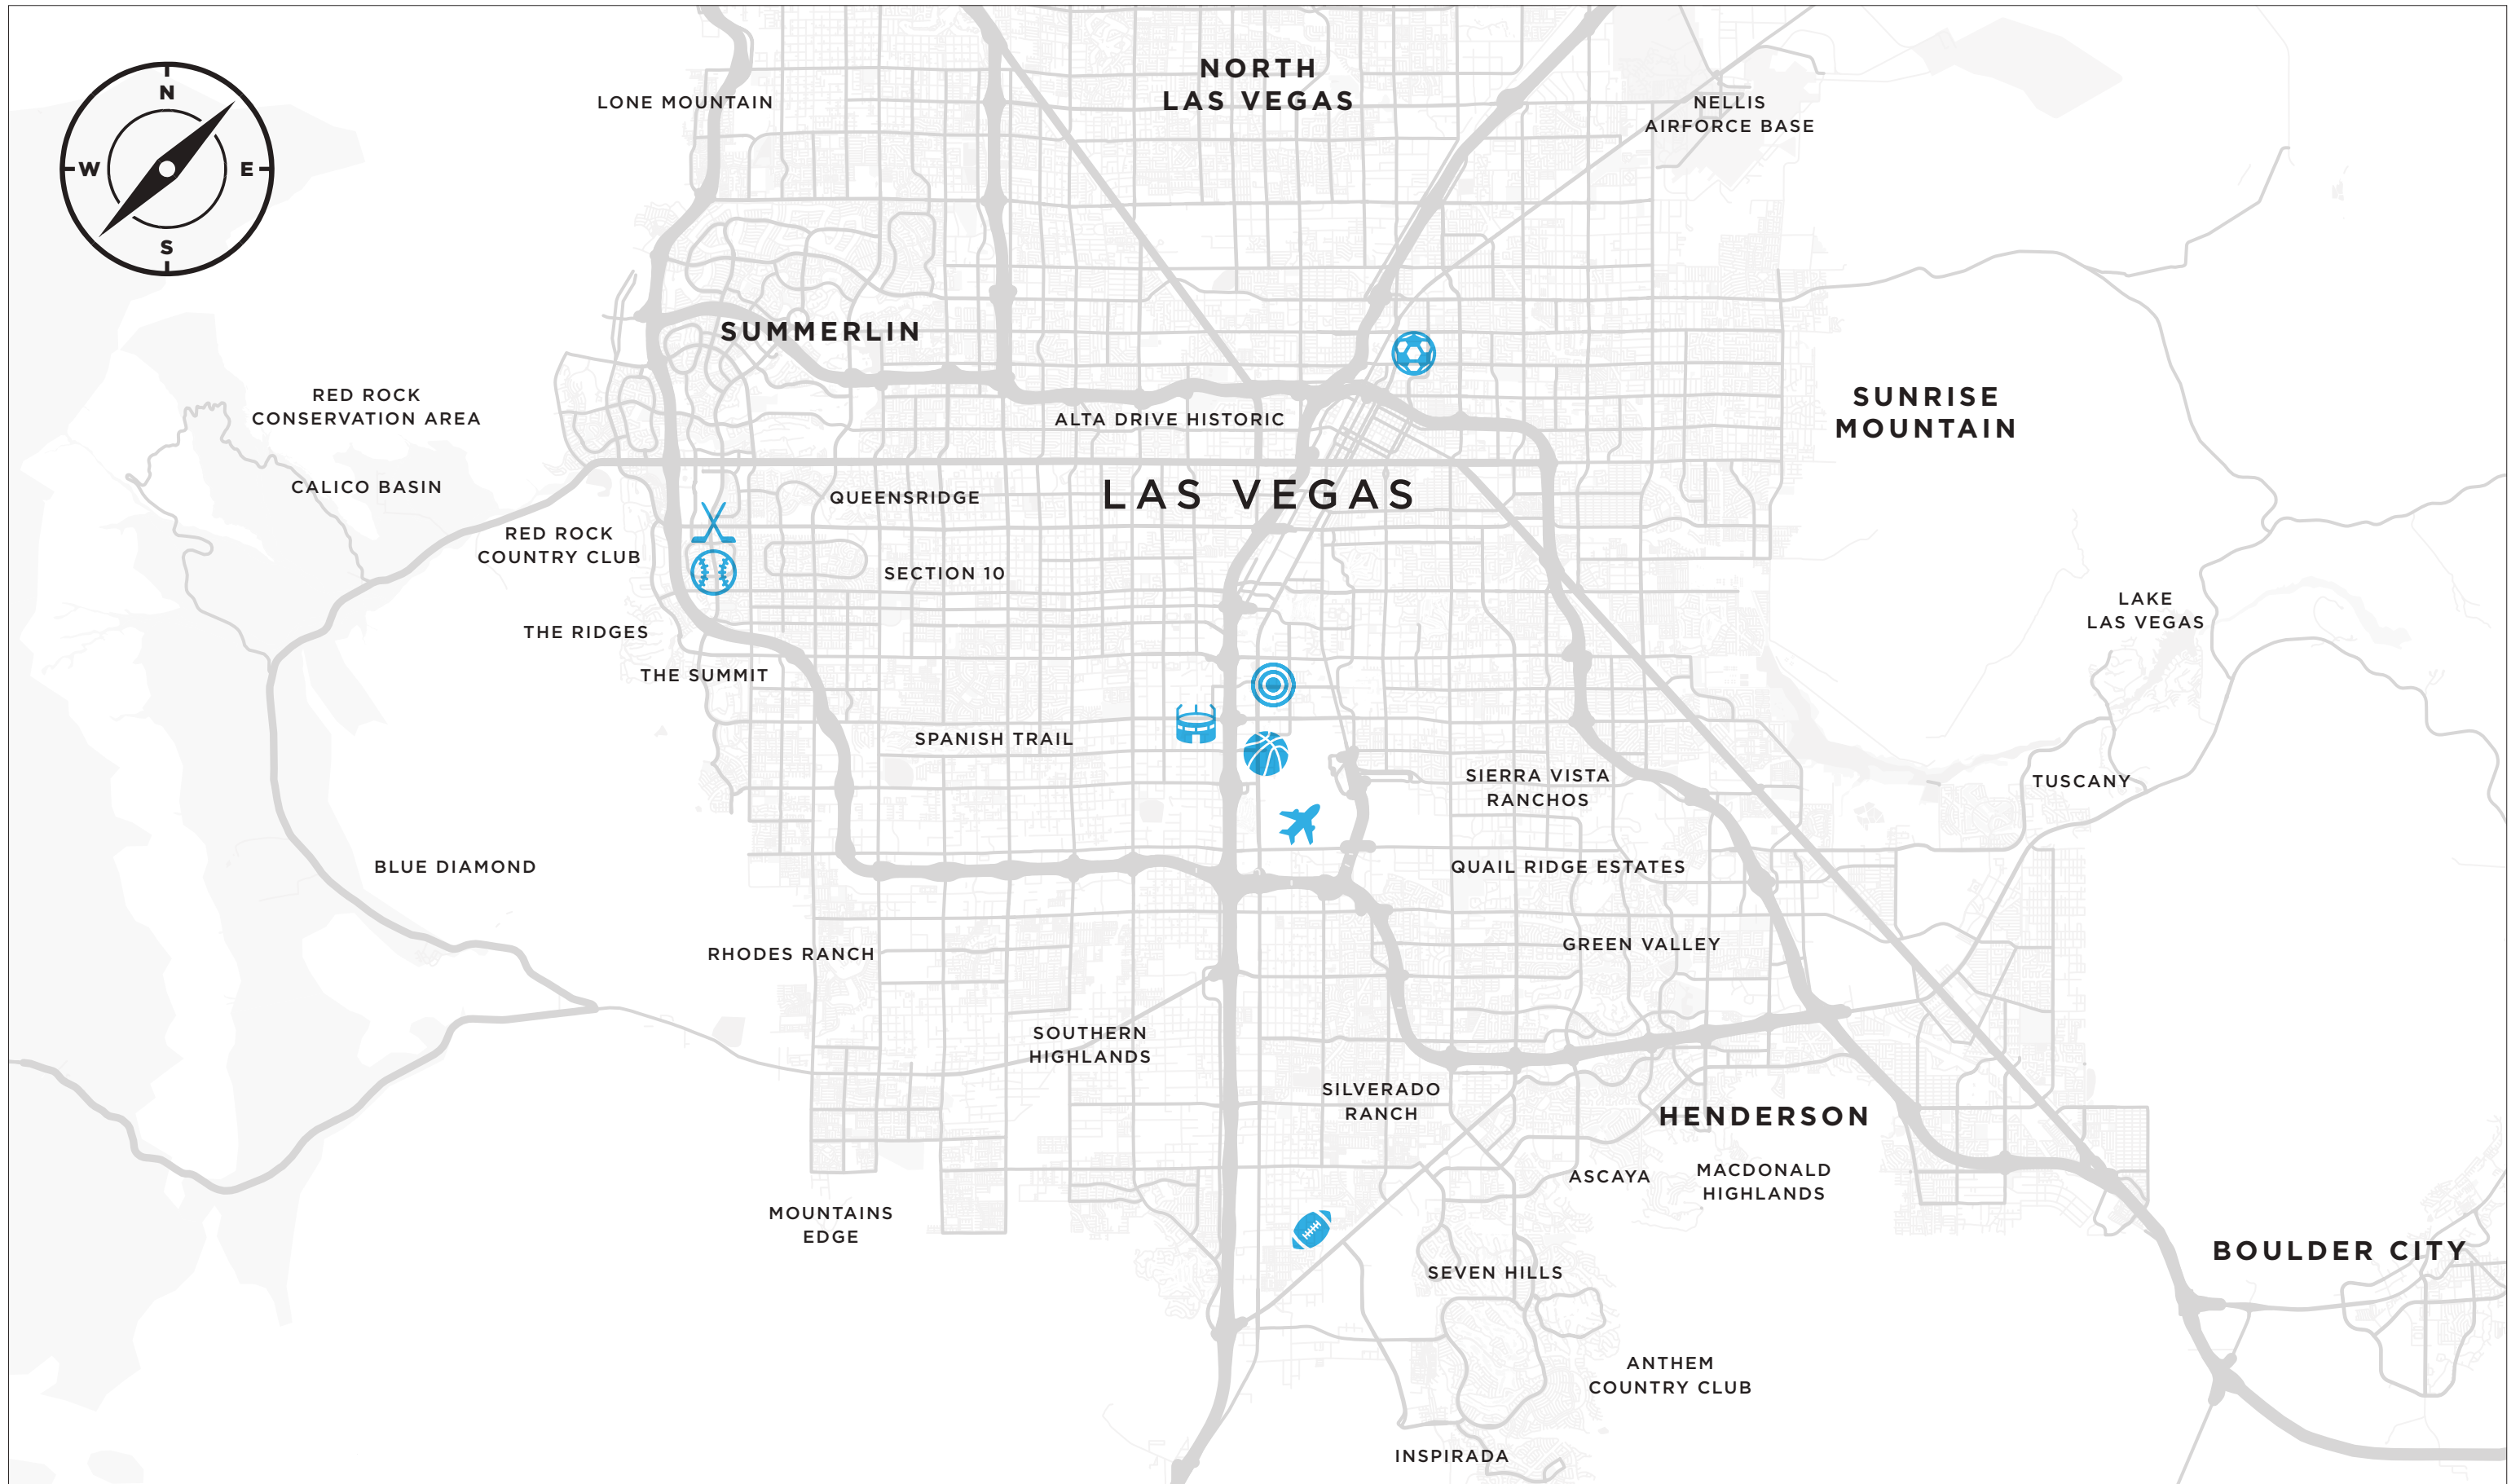 NORTH
LAS VEGAS
N
W
E
S
LONE MOUNTAIN
NELLIS
AIRFORCE BASE
SUMMERLIN
RED ROCK
CONSERVATION AREA
ALTA DRIVE HISTORIC
SUNRISE
MOUNTAIN
CALICO BASIN
QUEENSRIDGE
LAS VEGAS
RED ROCK
COUNTRY CLUB
SECTION 10
THE RIDGES
LAKE
LAS VEGAS
THE SUMMIT
SPANISH TRAIL
SIERRA VISTA
RANCHOS
TUSCANY
BLUE DIAMOND
QUAIL RIDGE ESTATES
RHODES RANCH
GREEN VALLEY
SOUTHERN
HIGHLANDS
SILVERADO
RANCH
HENDERSON
ASCAYA
MACDONALD
HIGHLANDS
MOUNTAINS
EDGE
BOULDER CITY
SEVEN HILLS
ANTHEM
COUNTRY CLUB
INSPIRADA